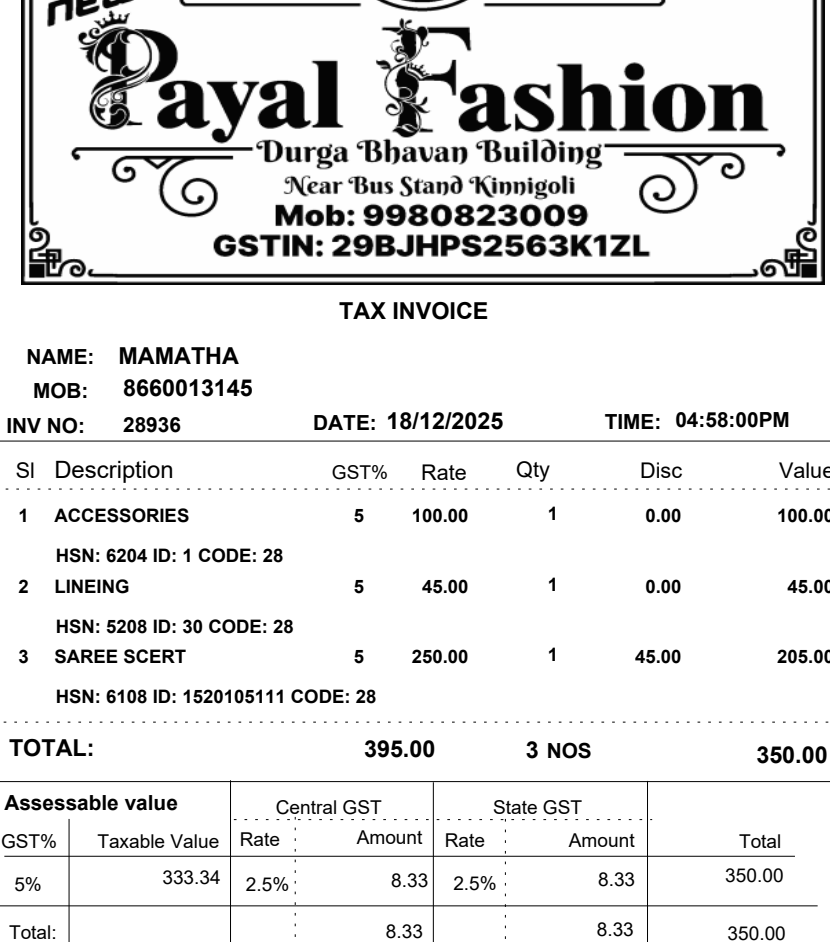 new
Payal Fashion
Durga Bhavan Building
Near Bus Stand Kinnigoli
Mob: 9980823009
GSTIN: 29BJHPS2563K1ZL
TAX INVOICE
NAME: MAMATHA
MOB: 8660013145
INV NO: 28936 DATE: 18/12/2025 TIME: 04:58:00PM
Sl Description GST% Rate Qty Disc Value
1 ACCESSORIES 5 100.00 1 0.00 100.00
HSN: 6204 ID: 1 CODE: 28
2 LINEING 5 45.00 1 0.00 45.00
HSN: 5208 ID: 30 CODE: 28
3 SAREE SCERT 5 250.00 1 45.00 205.00
HSN: 6108 ID: 1520105111 CODE: 28
TOTAL: 395.00 3 NOS 350.00
Assessable value Central GST State GST
GST% Taxable Value Rate Amount Rate Amount Total
5% 333.34 2.5% 8.33 2.5% 8.33 350.00
Total: 8.33 8.33 350.00